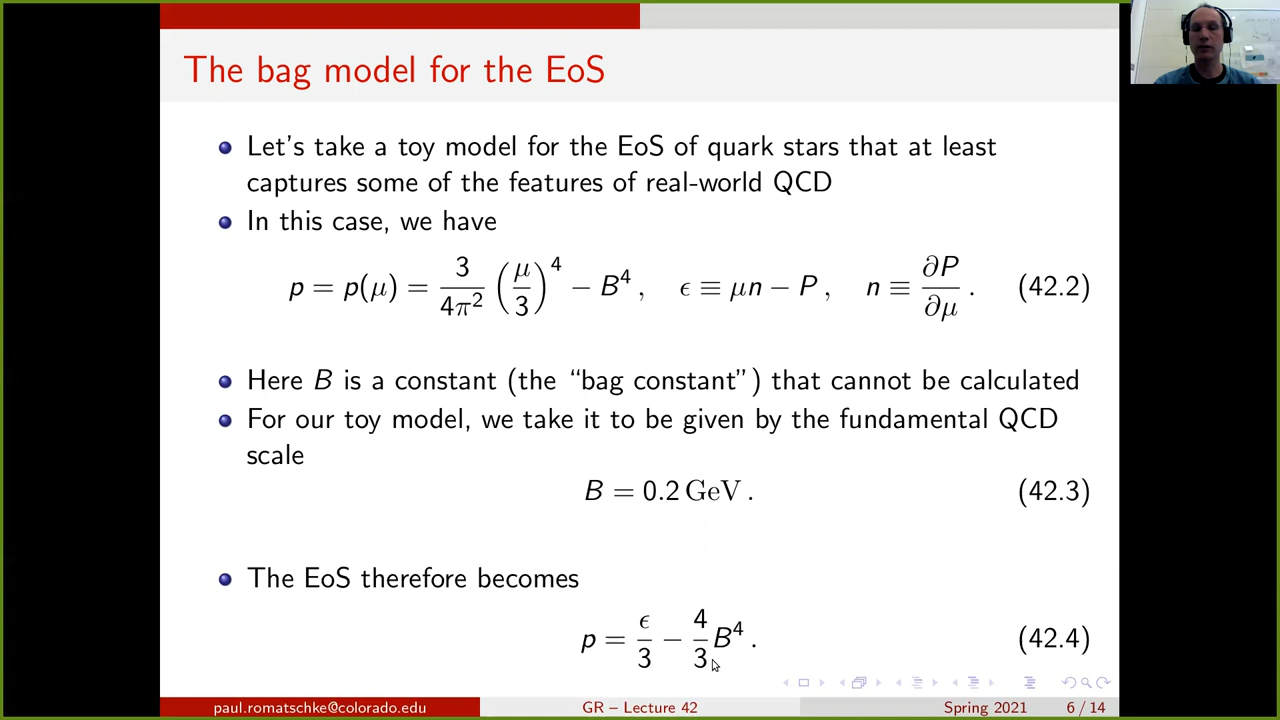 The bag model for the EoS
Let's take a toy model for the EoS of quark stars that at least
captures some of the features of real-world QCD
In this case, we have
p = p(μ) = 3/(4π²) (μ/3)⁴ − B⁴ , ϵ ≡ μn − P , n ≡ ∂P/∂μ . (42.2)
Here B is a constant (the “bag constant”) that cannot be calculated
For our toy model, we take it to be given by the fundamental QCD
scale
B = 0.2 GeV . (42.3)
The EoS therefore becomes
p = ϵ/3 − 4/3 B⁴ . (42.4)
paul.romatschke@colorado.edu GR – Lecture 42 Spring 2021 6 / 14